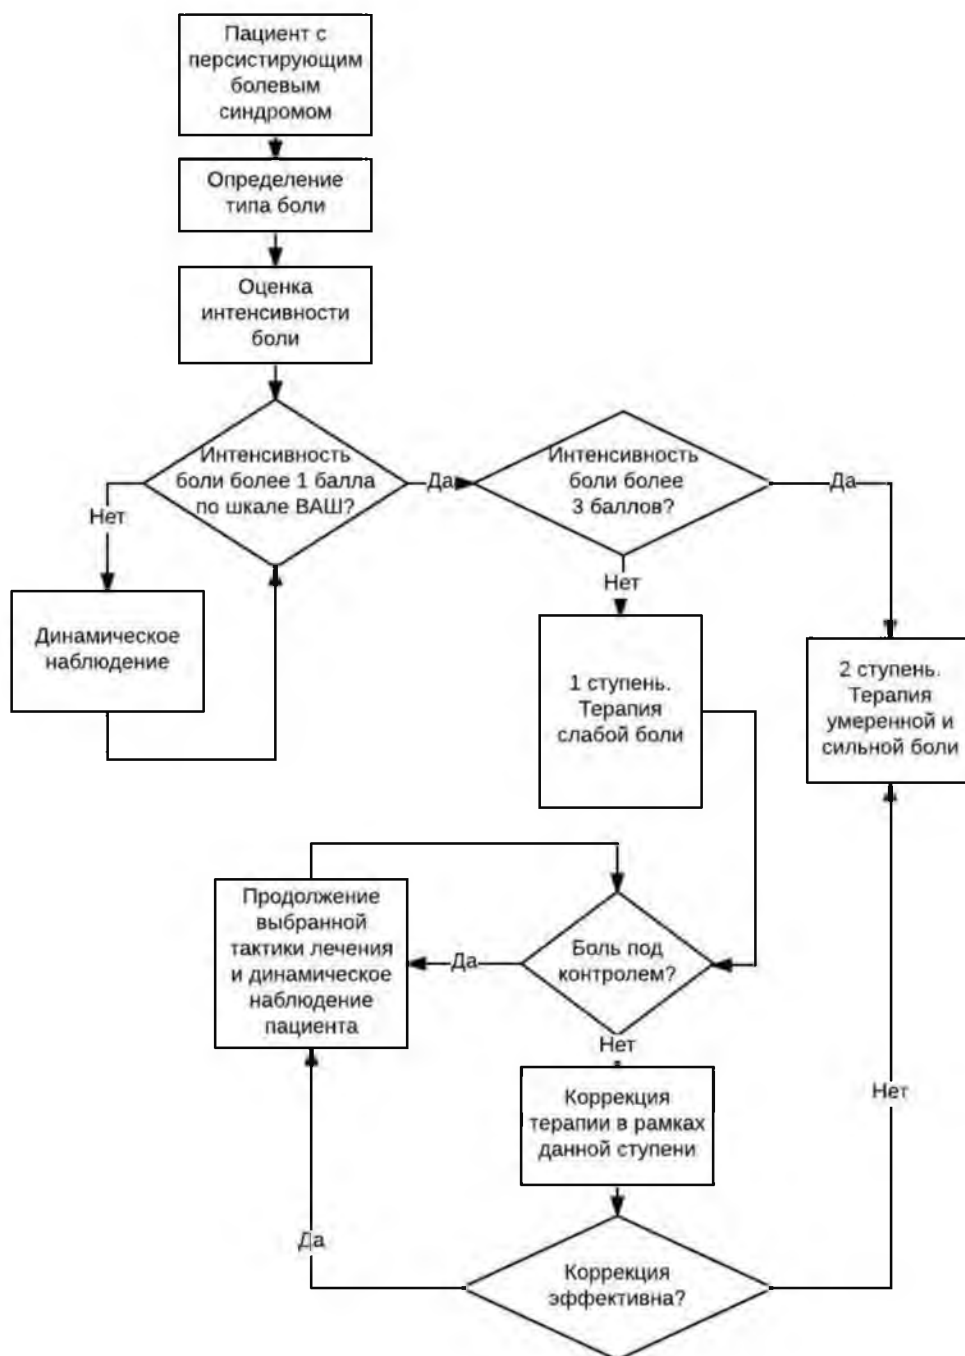 Пациент с
персистирующим
болевым
синдромом
Определение
типа боли
Оценка
интенсивности
боли
Интенсивность
боли более 1 балла
по шкале ВАШ?
Да
Интенсивность
боли более
3 баллов?
Да
Нет
Нет
Динамическое
наблюдение
1 ступень.
Терапия
слабой боли
2 ступень.
Терапия
умеренной и
сильной боли
Продолжение
выбранной
тактики лечения
и динамическое
наблюдение
пациента
Да
Боль под
контролем?
Нет
Коррекция
терапии в рамках
данной ступени
Нет
Да
Коррекция
эффективна?